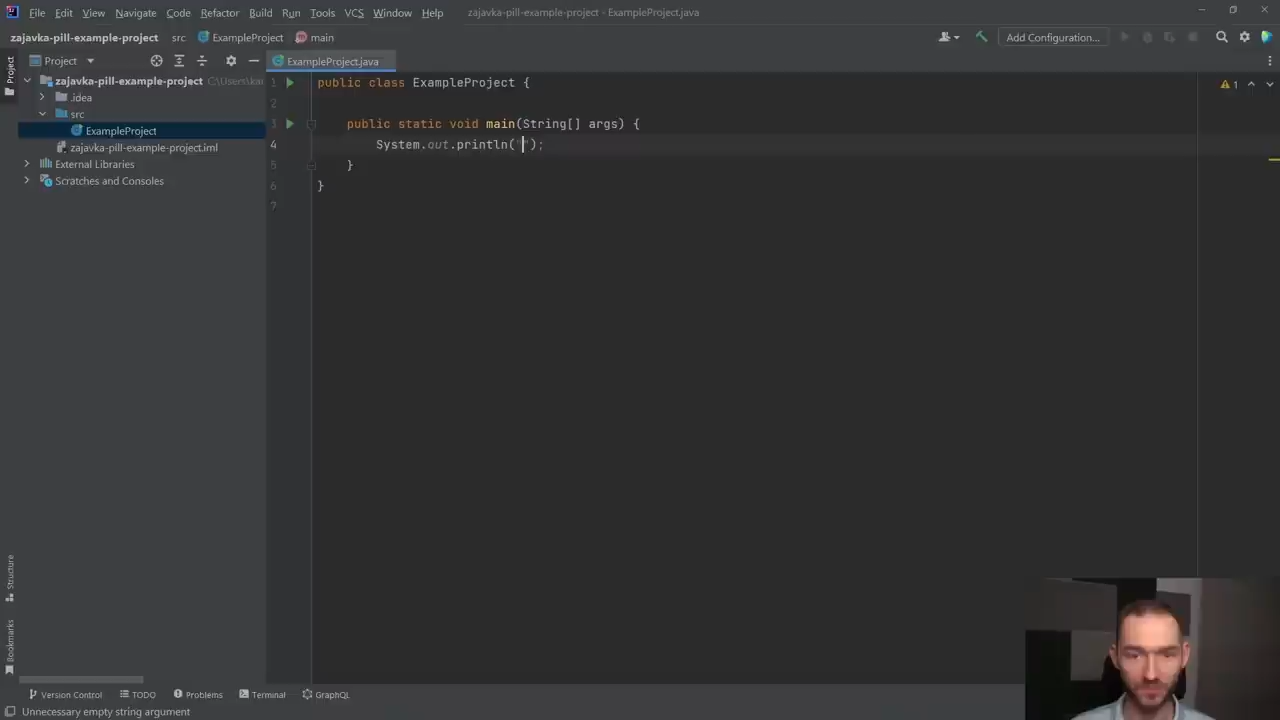 File Edit View Navigate Code Refactor Build Run Tools VCS Window Help zajavka-pill-example-project - ExampleProject.java
zajavka-pill-example-project src ExampleProject main Add Configuration...
Project ExampleProject.java
Project
zajavka-pill-example-project
.idea
src
ExampleProject
zajavka-pill-example-project.iml
External Libraries
Scratches and Consoles
1 public class ExampleProject {
2
3 public static void main(String[] args) {
4 System.out.println("");
5 }
6 }
7
1
Structure
Bookmarks
Version Control TODO Problems Terminal GraphQL
Unnecessary empty string argument